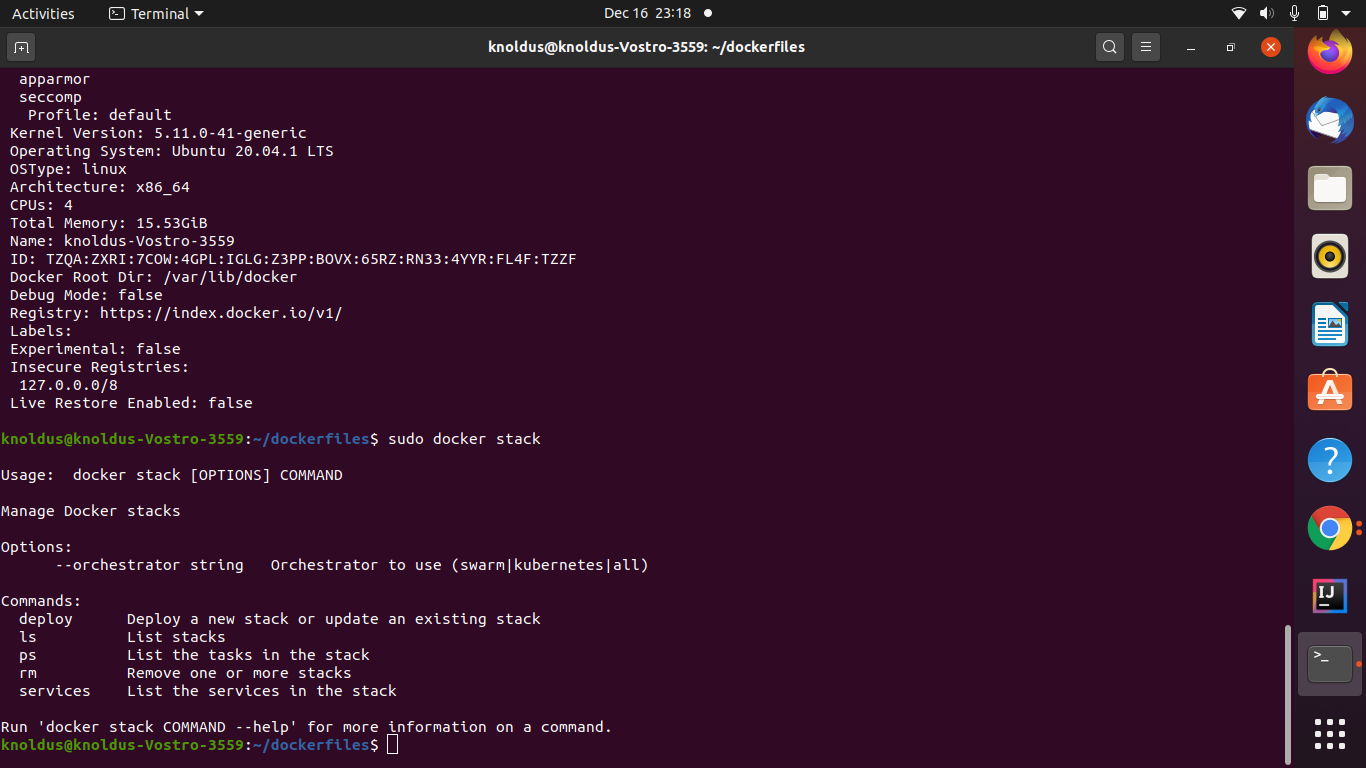 Activities
Terminal
Dec 16 23:18
knoldus@knoldus-Vostro-3559: ~/dockerfiles
apparmor
seccomp
Profile: default
Kernel Version: 5.11.0-41-generic
Operating System: Ubuntu 20.04.1 LTS
OSType: linux
Architecture: x86_64
CPUs: 4
Total Memory: 15.53GiB
Name: knoldus-Vostro-3559
ID: TZQA:ZXRI:7COW:4GPL:IGLG:Z3PP:BOVX:65RZ:RN33:4YYR:FL4F:TZZF
Docker Root Dir: /var/lib/docker
Debug Mode: false
Registry: https://index.docker.io/v1/
Labels:
Experimental: false
Insecure Registries:
127.0.0.0/8
Live Restore Enabled: false
knoldus@knoldus-Vostro-3559:~/dockerfiles$ sudo docker stack
Usage:  docker stack [OPTIONS] COMMAND
Manage Docker stacks
Options:
--orchestrator string   Orchestrator to use (swarm|kubernetes|all)
Commands:
deploy      Deploy a new stack or update an existing stack
ls          List stacks
ps          List the tasks in the stack
rm          Remove one or more stacks
services    List the services in the stack
Run 'docker stack COMMAND --help' for more information on a command.
knoldus@knoldus-Vostro-3559:~/dockerfiles$
A
?
IJ
>_